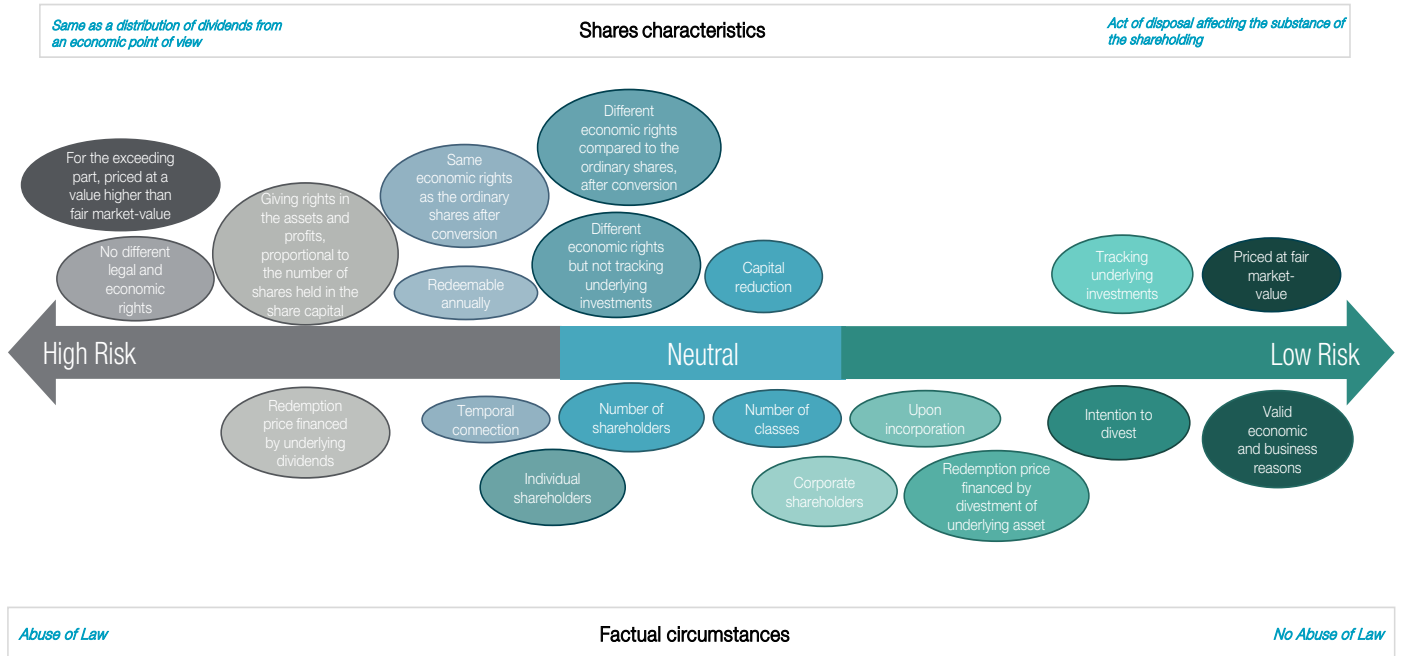 Same as a distribution of dividends from
an economic point of view
Shares characteristics
Act of disposal affecting the substance of
the shareholding
For the exceeding
part, priced at a
value higher than
fair market-value
No different
legal and
economic
rights
Giving rights in
the assets and
profits,
proportional to
the number of
shares held in the
share capital
Same
economic rights
as the ordinary
shares after
conversion
Redeemable
annually
Different
economic rights
compared to the
ordinary shares,
after conversion
Different
economic rights
but not tracking
underlying
investments
Capital
reduction
Tracking
underlying
investments
Priced at fair
market-
value
High Risk
Neutral
Low Risk
Redemption
price financed
by underlying
dividends
Temporal
connection
Individual
shareholders
Number of
shareholders
Number of
classes
Corporate
shareholders
Upon
incorporation
Redemption price
financed by
divestment of
underlying asset
Intention to
divest
Valid
economic
and business
reasons
Abuse of Law
Factual circumstances
No Abuse of Law